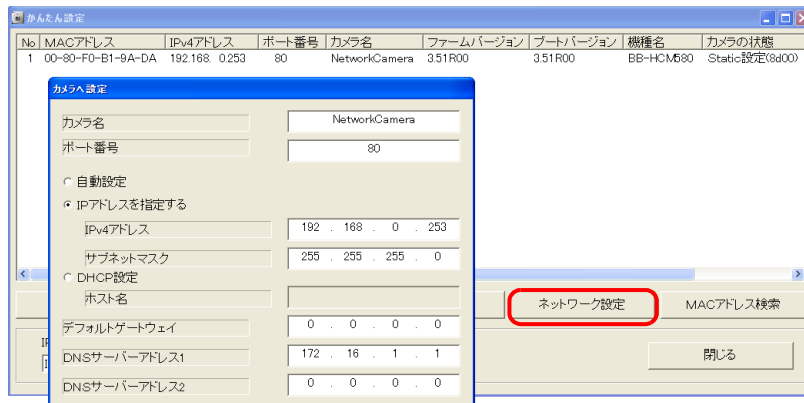 かんたん設定
No MACアドレス IPv4アドレス ポート番号 カメラ名 ファームバージョン ブートバージョン 機種名 カメラの状態
1 00-80-F0-B1-9A-DA 192.168. 0.253 80 NetworkCamera 3.51R00 3.51R00 BB-HCM580 Static設定(8d00)
カメラへ設定
カメラ名 NetworkCamera
ポート番号 80
自動設定
IPアドレスを指定する
IPv4アドレス 192 . 168 . 0 . 253
サブネットマスク 255 . 255 . 255 . 0
DHCP設定
ホスト名
デフォルトゲートウェイ 0 . 0 . 0 . 0
DNSサーバーアドレス1 172 . 16 . 1 . 1
DNSサーバーアドレス2 0 . 0 . 0 . 0
ネットワーク設定 MACアドレス検索
閉じる